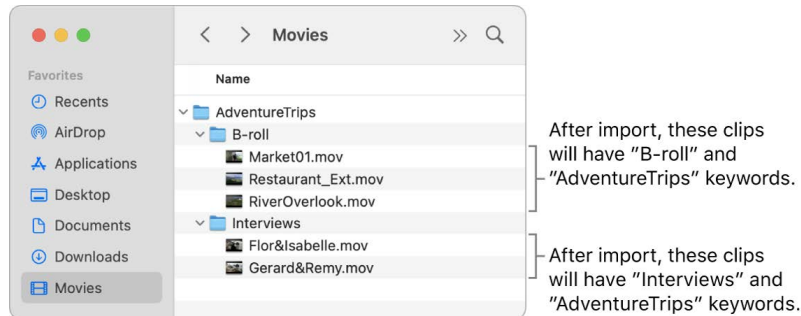 Movies
Favorites
Recents
AirDrop
Applications
Desktop
Documents
Downloads
Movies
Name
AdventureTrips
B-roll
Market01.mov
Restaurant_Ext.mov
RiverOverlook.mov
Interviews
Flor&Isabelle.mov
Gerard&Remy.mov
After import, these clips
will have "B-roll" and
"AdventureTrips" keywords.
After import, these clips
will have "Interviews" and
"AdventureTrips" keywords.